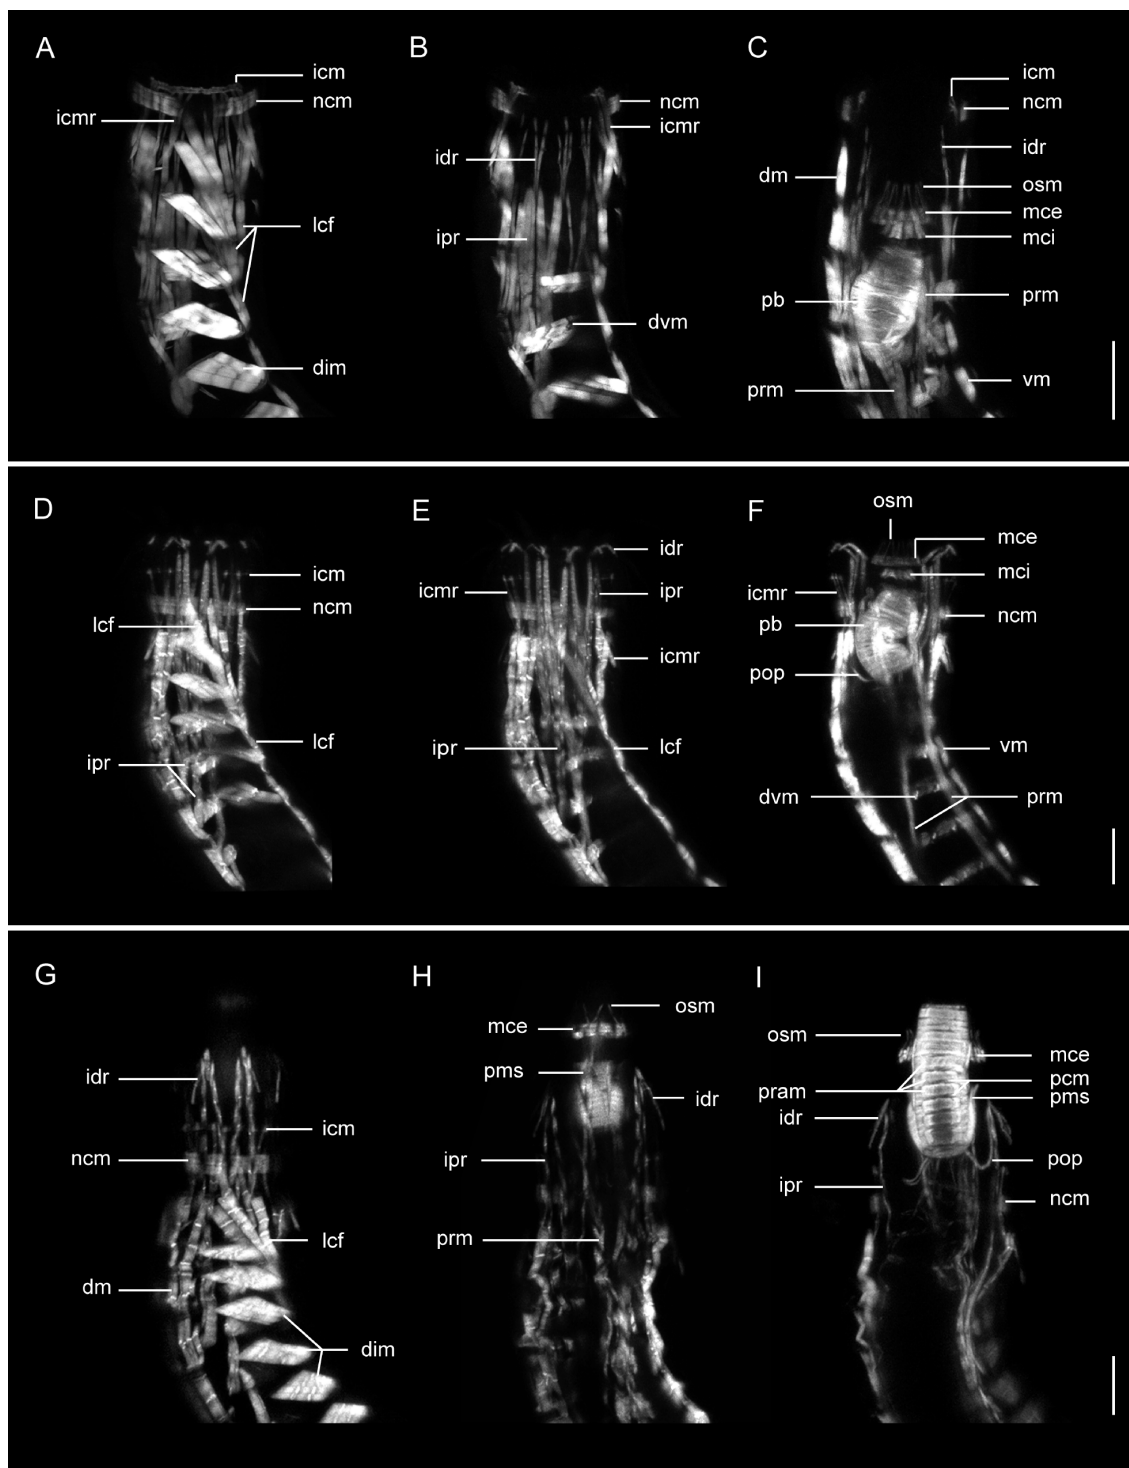 A
icm
ncm
icmr
lcf
dim
B
ncm
icmr
idr
ipr
dvm
C
icm
ncm
idr
dm
osm
mce
mci
pb
prm
prm
vm
D
icm
ncm
lcf
lcf
ipr
E
idr
icmr
ipr
icmr
ipr
lcf
F
osm
mce
mci
icmr
ncm
pb
pop
vm
dvm
prm
G
idr
icm
ncm
lcf
dm
dim
H
osm
mce
pms
idr
ipr
prm
I
osm
mce
pcm
pram
pms
idr
pop
ipr
ncm